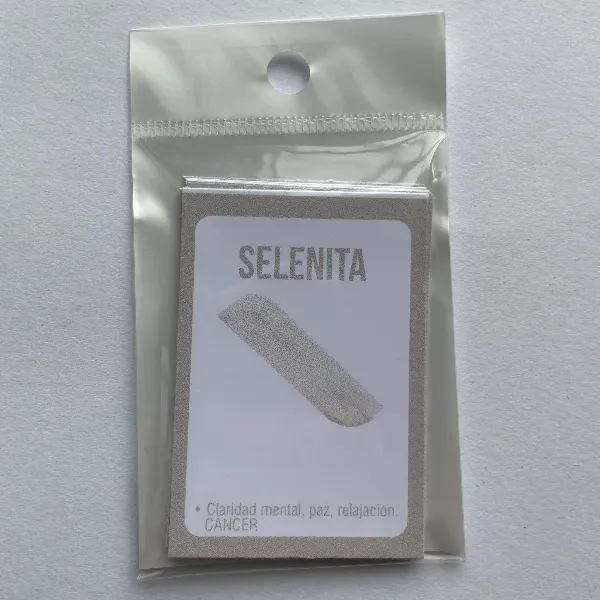 SELENITA
• Claridad mental, paz, relajación.
CÁNCER